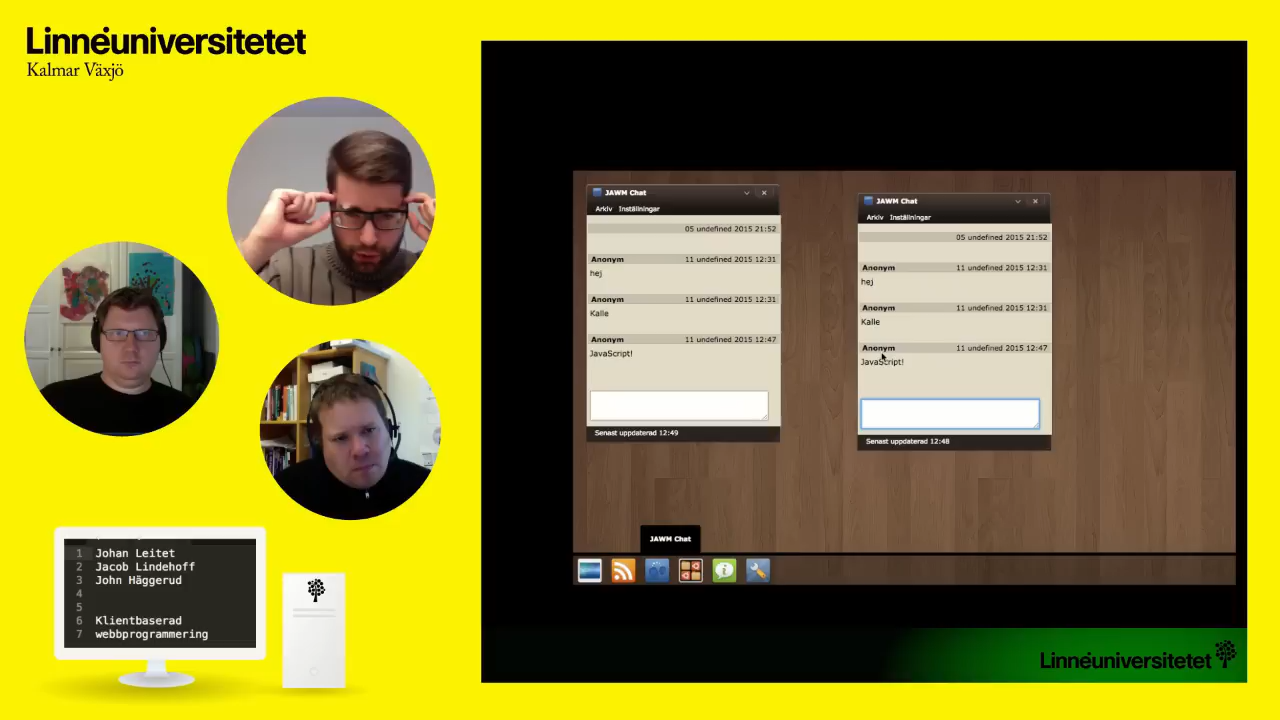 Linnéuniversitetet
Kalmar Växjö
JAWM Chat
Arkiv Inställningar
05 undefined 2015 21:52
Anonym 11 undefined 2015 12:31
hej
Anonym 11 undefined 2015 12:31
Kalle
Anonym 11 undefined 2015 12:47
JavaScript!
Senast uppdaterad 12:49
JAWM Chat
Arkiv Inställningar
05 undefined 2015 21:52
Anonym 11 undefined 2015 12:31
hej
Anonym 11 undefined 2015 12:31
Kalle
Anonym 11 undefined 2015 12:47
JavaScript!
Senast uppdaterad 12:48
JAWM Chat
1 Johan Leitet
2 Jacob Lindehoff
3 John Häggerud
4
5
6 Klientbaserad
7 webbprogrammering
Linnéuniversitetet